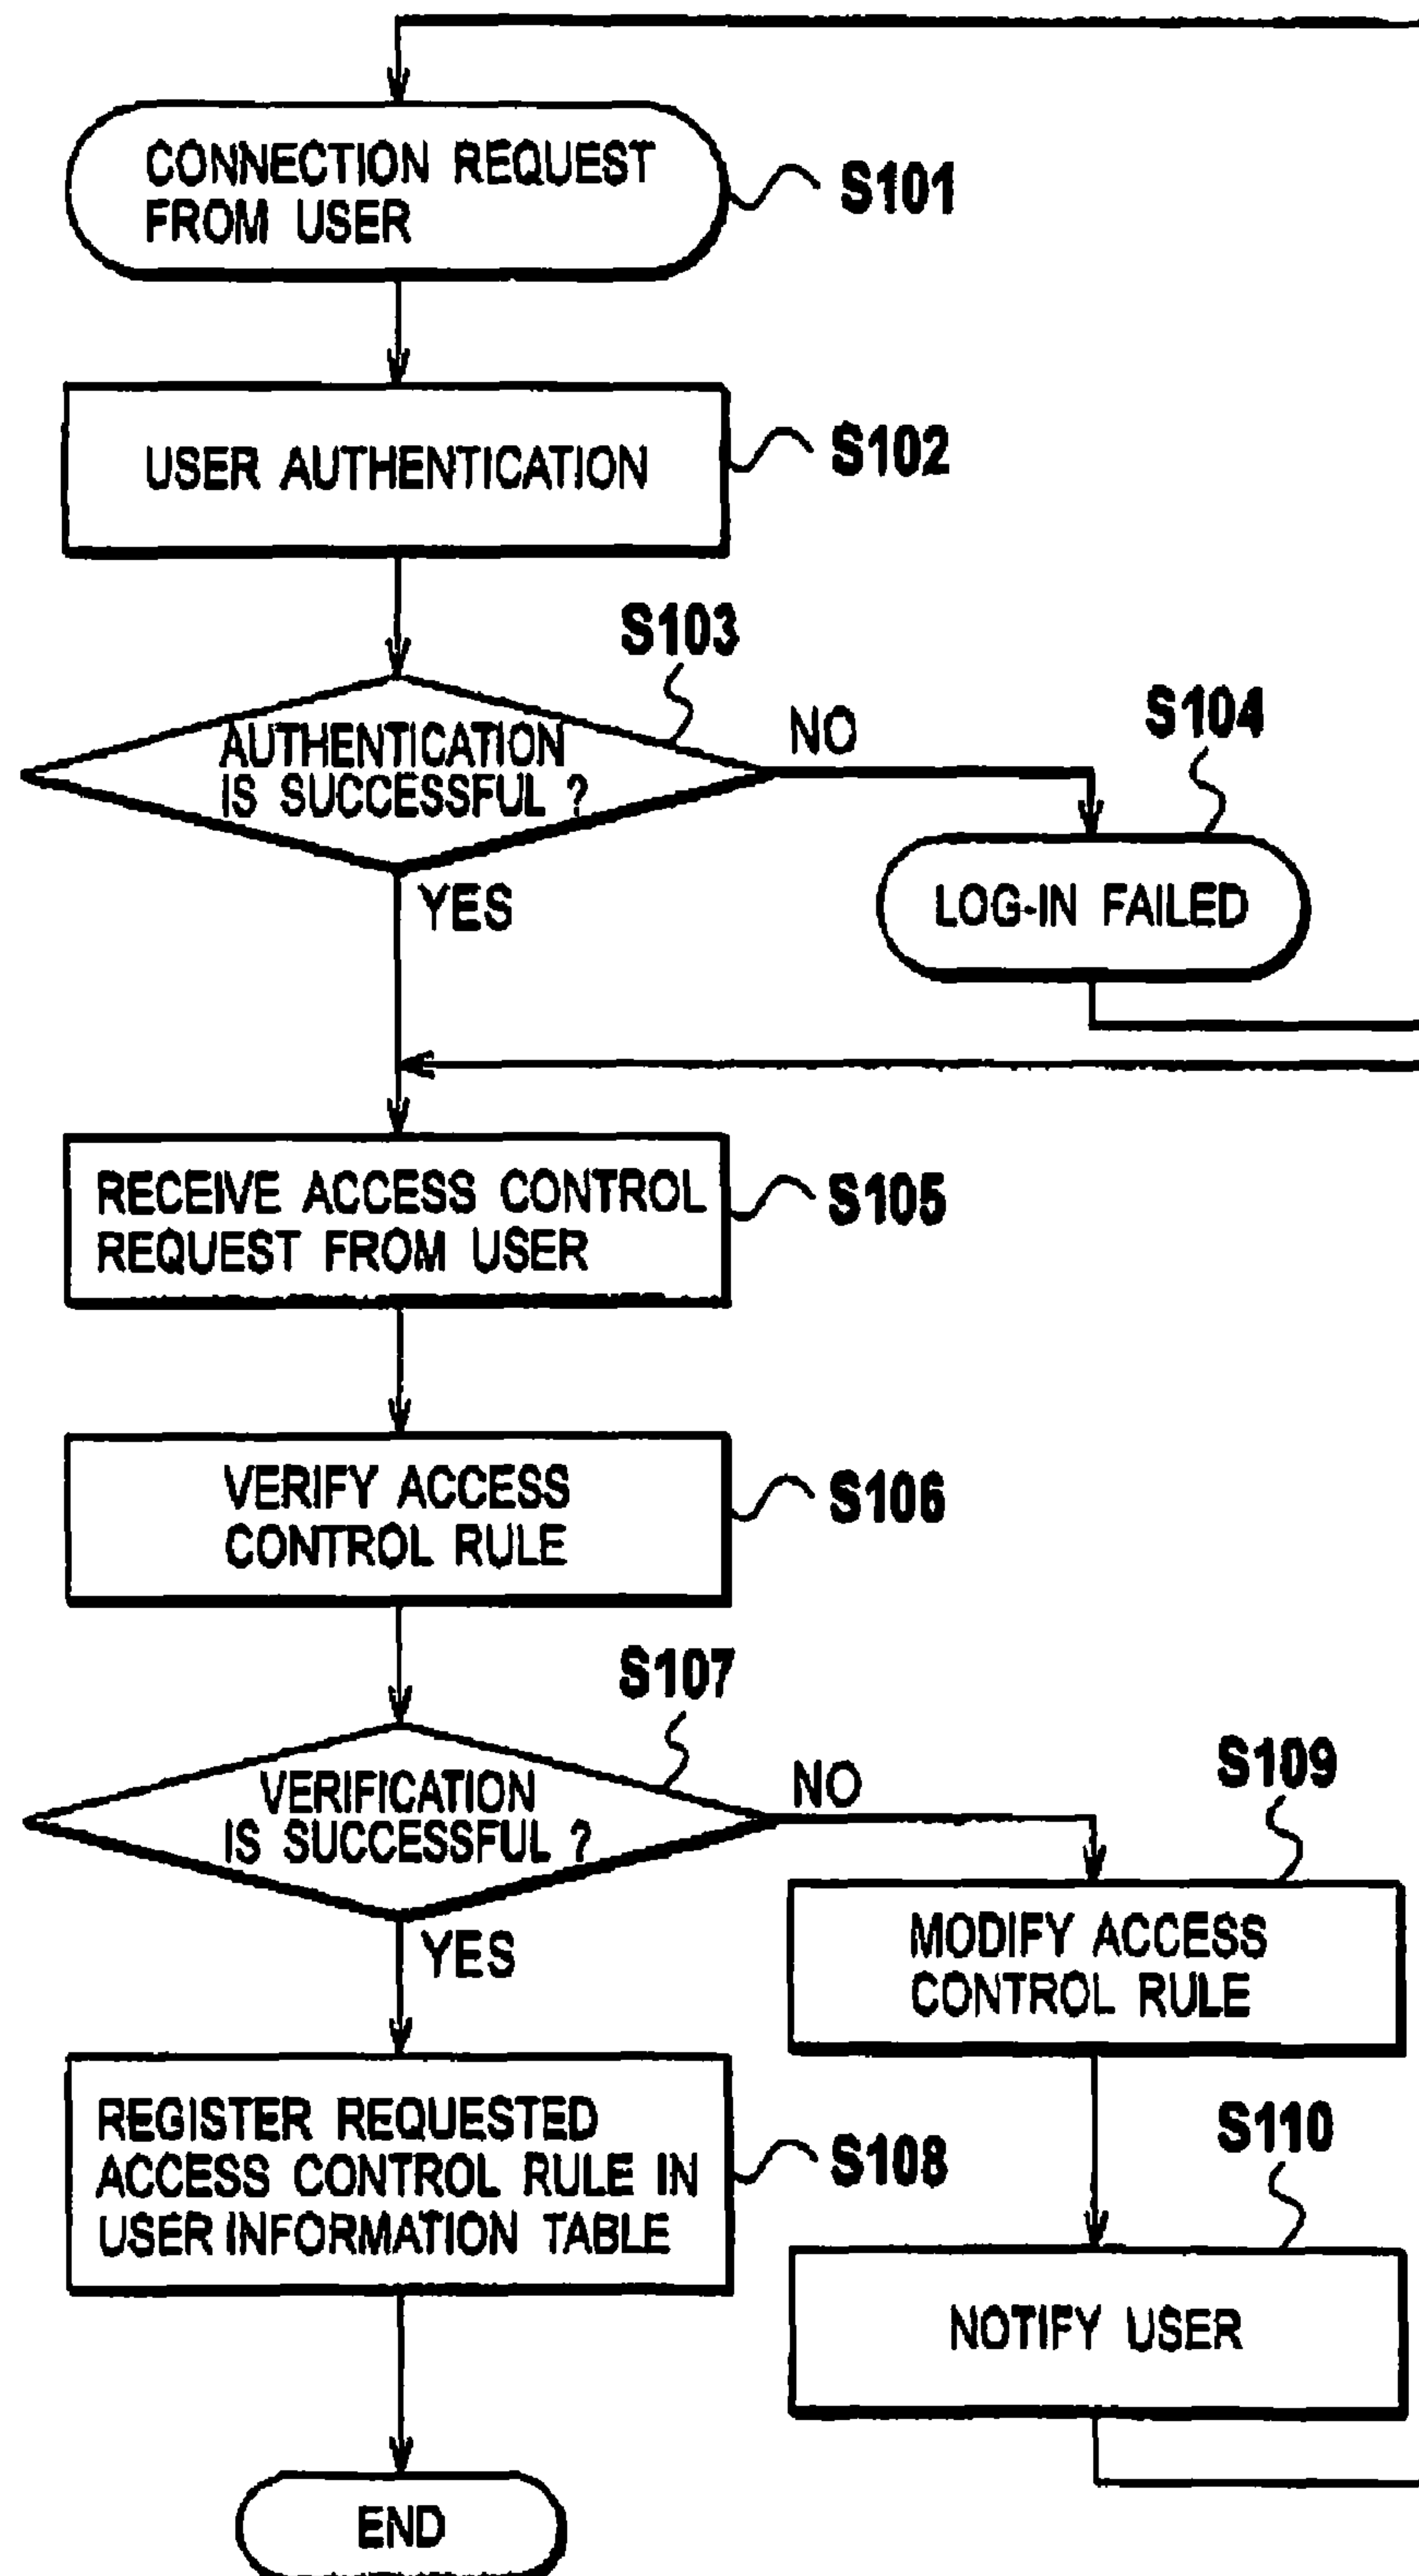 CONNECTION REQUEST
FROM USER
S101
USER AUTHENTICATION
S102
S103
AUTHENTICATION
IS SUCCESSFUL ?
NO
S104
LOG-IN FAILED
YES
RECEIVE ACCESS CONTROL
REQUEST FROM USER
S105
VERIFY ACCESS
CONTROL RULE
S106
S107
VERIFICATION
IS SUCCESSFUL ?
NO
S109
MODIFY ACCESS
CONTROL RULE
YES
REGISTER REQUESTED
ACCESS CONTROL RULE IN
USER INFORMATION TABLE
S108
S110
NOTIFY USER
END